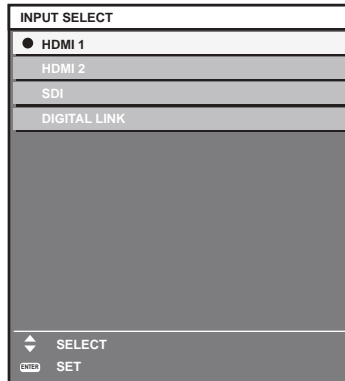 INPUT SELECT
HDMI 1
HDMI 2
SDI
DIGITAL LINK
SELECT
ENTER SET